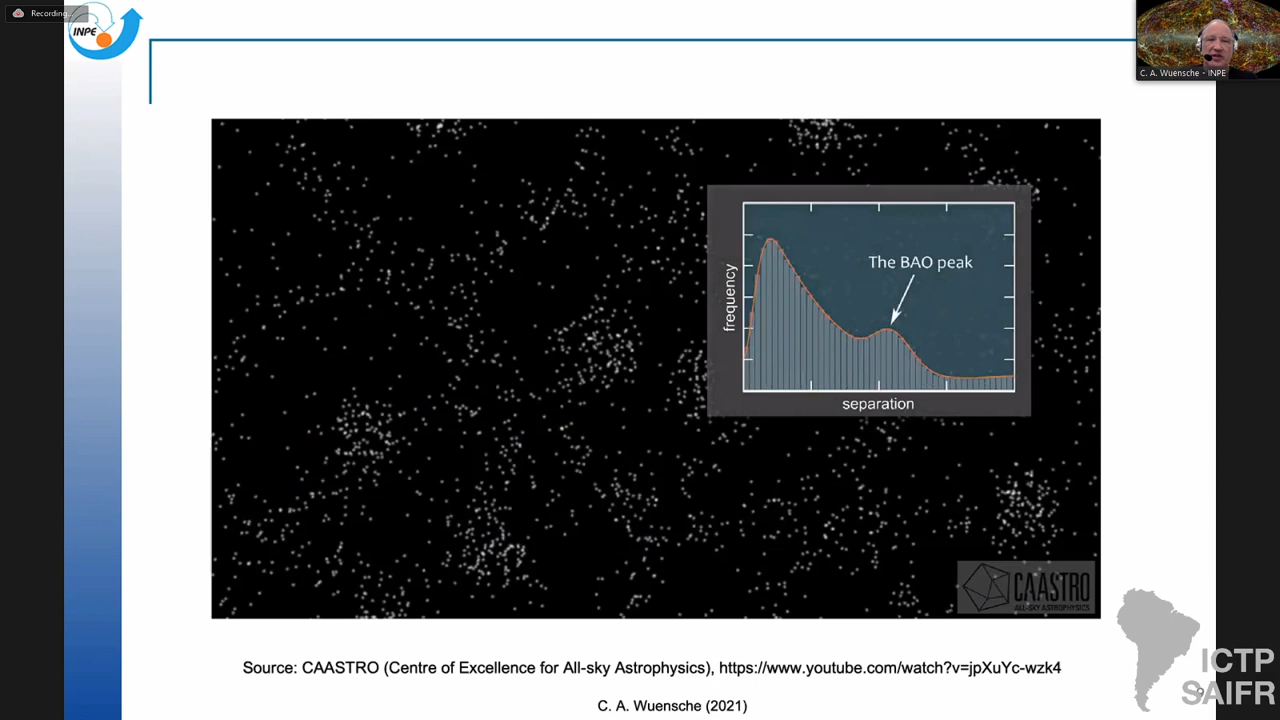 Recording...
INPE
C. A. Wuensche - INPE
The BAO peak
frequency
separation
CAASTRO
ALL-SKY ASTROPHYSICS
Source: CAASTRO (Centre of Excellence for All-sky Astrophysics), https://www.youtube.com/watch?v=jpXuYc-wzk4
C. A. Wuensche (2021)
ICTP
SAIFR